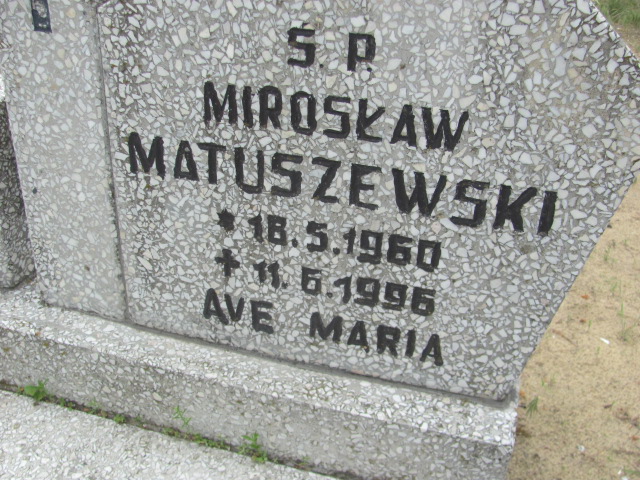 Ś. P.
MIROSŁAW
MATUSZEWSKI
* 18.5.1960
+ 11.6.1996
AVE MARIA